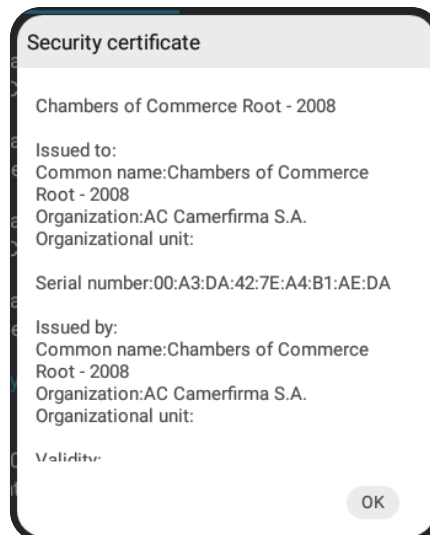 Security certificate
Chambers of Commerce Root - 2008
Issued to:
Common name:Chambers of Commerce
Root - 2008
Organization:AC Camerfirma S.A.
Organizational unit:
Serial number:00:A3:DA:42:7E:A4:B1:AE:DA
Issued by:
Common name:Chambers of Commerce
Root - 2008
Organization:AC Camerfirma S.A.
Organizational unit:
Validity:
OK